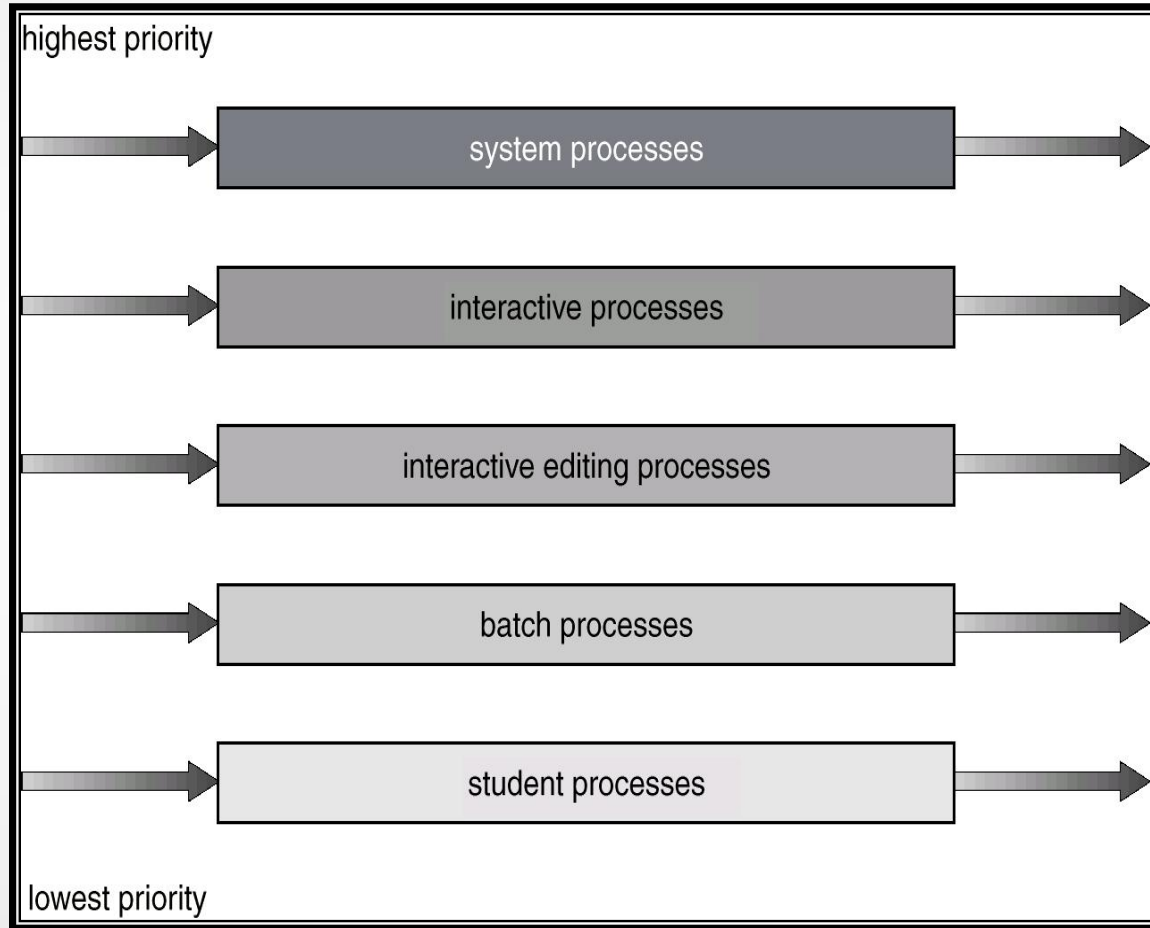 highest priority
system processes
interactive processes
interactive editing processes
batch processes
student processes
lowest priority